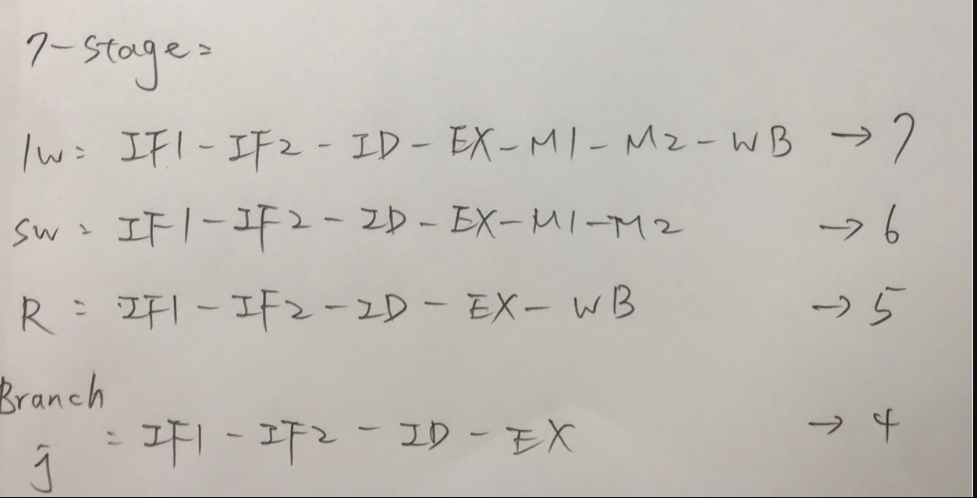 7-stage:
lw: IF1-IF2-ID-EX-M1-M2-WB → 7
sw: IF1-IF2-ID-EX-M1-M2 → 6
R: IF1-IF2-ID-EX-WB → 5
Branch
j : IF1-IF2-ID-EX → 4